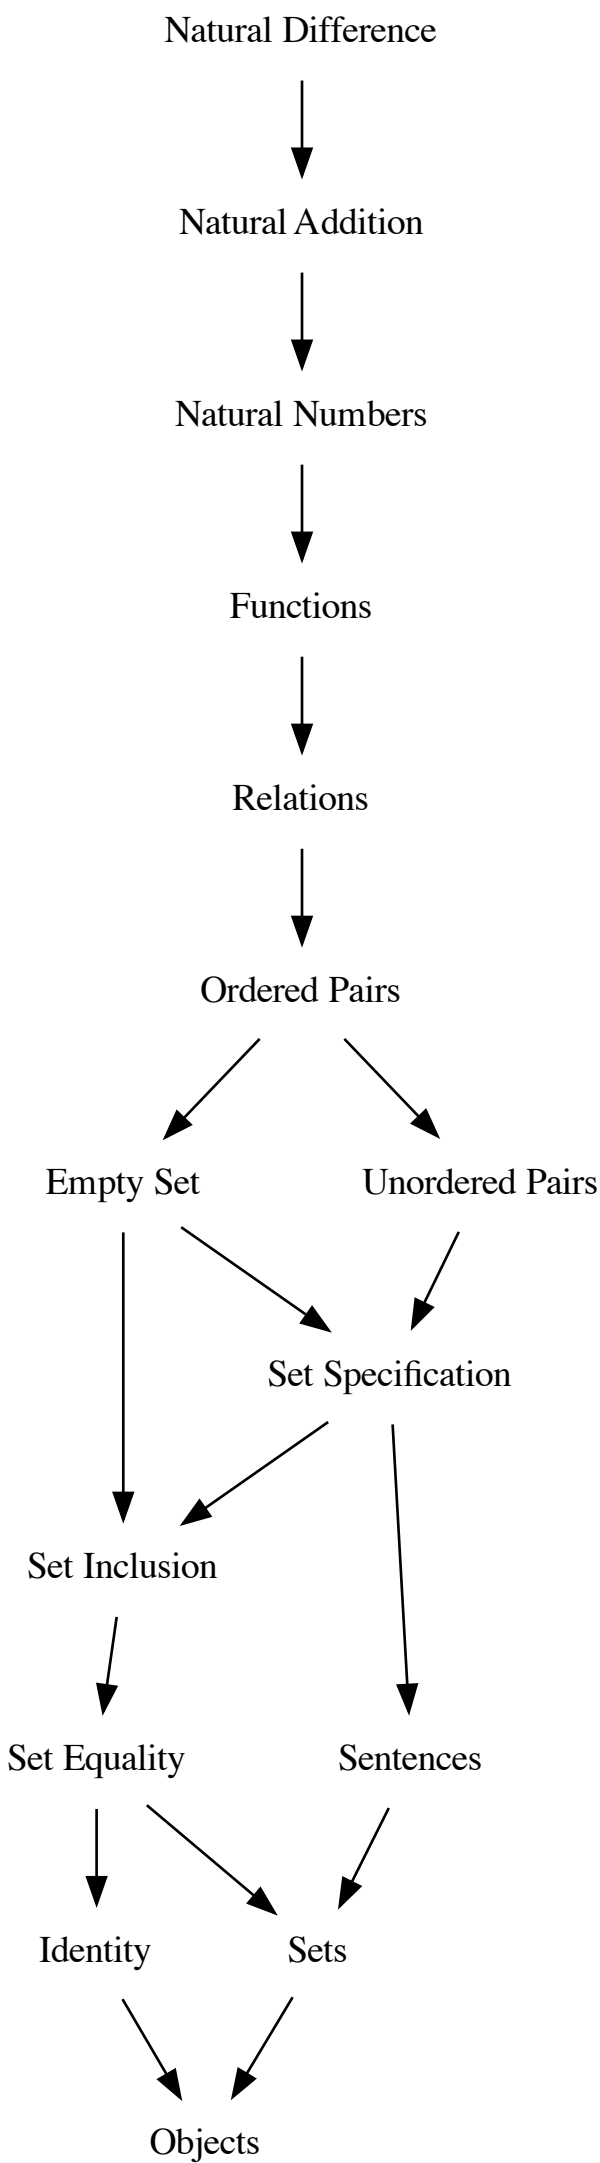 Natural Difference
Natural Addition
Natural Numbers
Functions
Relations
Ordered Pairs
Empty Set
Unordered Pairs
Set Specification
Set Inclusion
Set Equality
Sentences
Identity
Sets
Objects